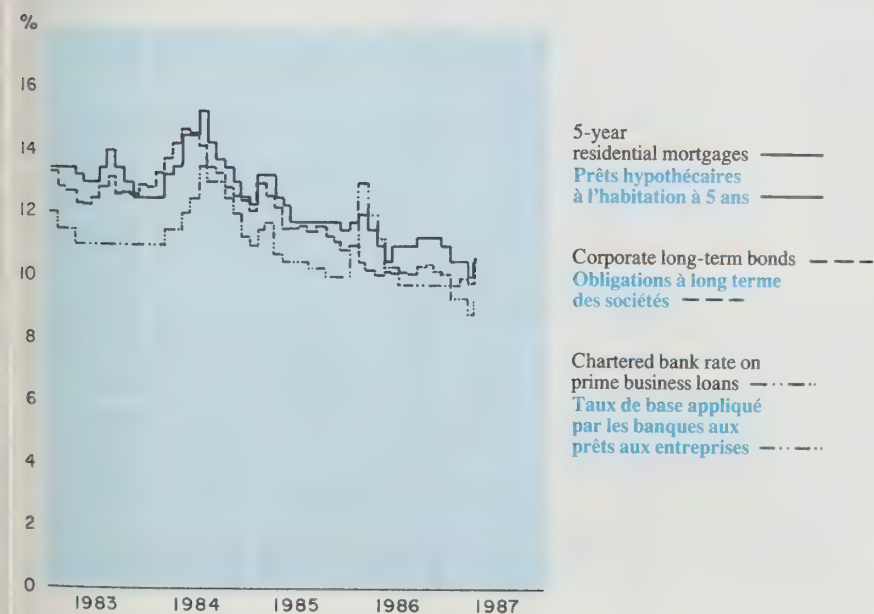 %
16
14
12
10
8
6
4
2
0
1983 1984 1985 1986 1987
5-year
residential mortgages
Prêts hypothécaires
à l'habitation à 5 ans
Corporate long-term bonds
Obligations à long terme
des sociétés
Chartered bank rate on
prime business loans
Taux de base appliqué
par les banques aux
prêts aux entreprises